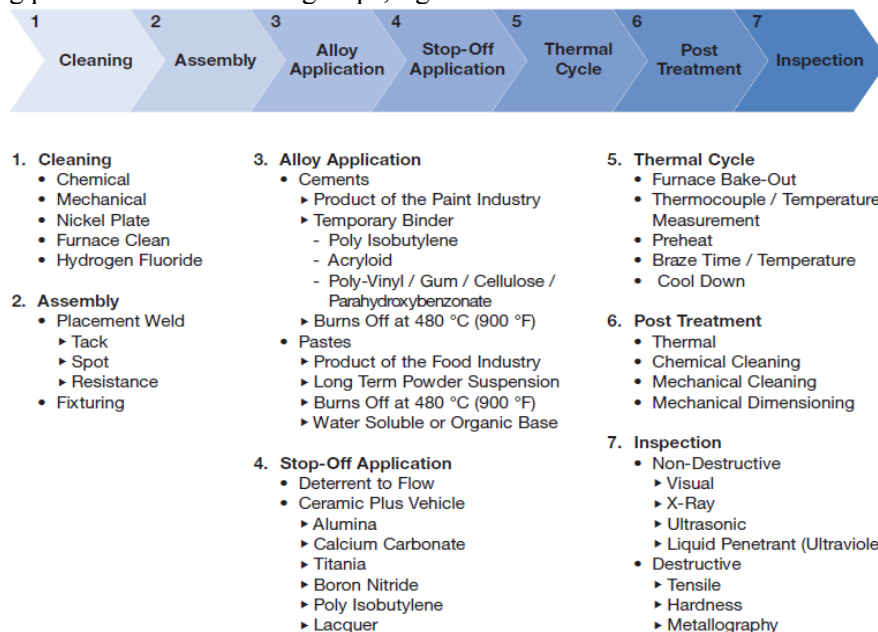 1 2 3 4 5 6 7
Cleaning
Assembly
Alloy
Application
Stop-Off
Application
Thermal
Cycle
Post
Treatment
Inspection
1. Cleaning
• Chemical
• Mechanical
• Nickel Plate
• Furnace Clean
• Hydrogen Fluoride
2. Assembly
• Placement Weld
▸ Tack
▸ Spot
▸ Resistance
• Fixturing
3. Alloy Application
• Cements
▸ Product of the Paint Industry
▸ Temporary Binder
- Poly Isobutylene
- Acryloid
- Poly-Vinyl / Gum / Cellulose /
Parahydroxybenzonate
▸ Burns Off at 480 °C (900 °F)
• Pastes
▸ Product of the Food Industry
▸ Long Term Powder Suspension
▸ Burns Off at 480 °C (900 °F)
▸ Water Soluble or Organic Base
4. Stop-Off Application
• Deterrent to Flow
• Ceramic Plus Vehicle
▸ Alumina
▸ Calcium Carbonate
▸ Titania
▸ Boron Nitride
▸ Poly Isobutylene
▸ Lacquer
5. Thermal Cycle
• Furnace Bake-Out
• Thermocouple / Temperature
Measurement
• Preheat
• Braze Time / Temperature
• Cool Down
6. Post Treatment
• Thermal
• Chemical Cleaning
• Mechanical Cleaning
• Mechanical Dimensioning
7. Inspection
• Non-Destructive
▸ Visual
▸ X-Ray
▸ Ultrasonic
▸ Liquid Penetrant (Ultraviole
• Destructive
▸ Tensile
▸ Hardness
▸ Metallography